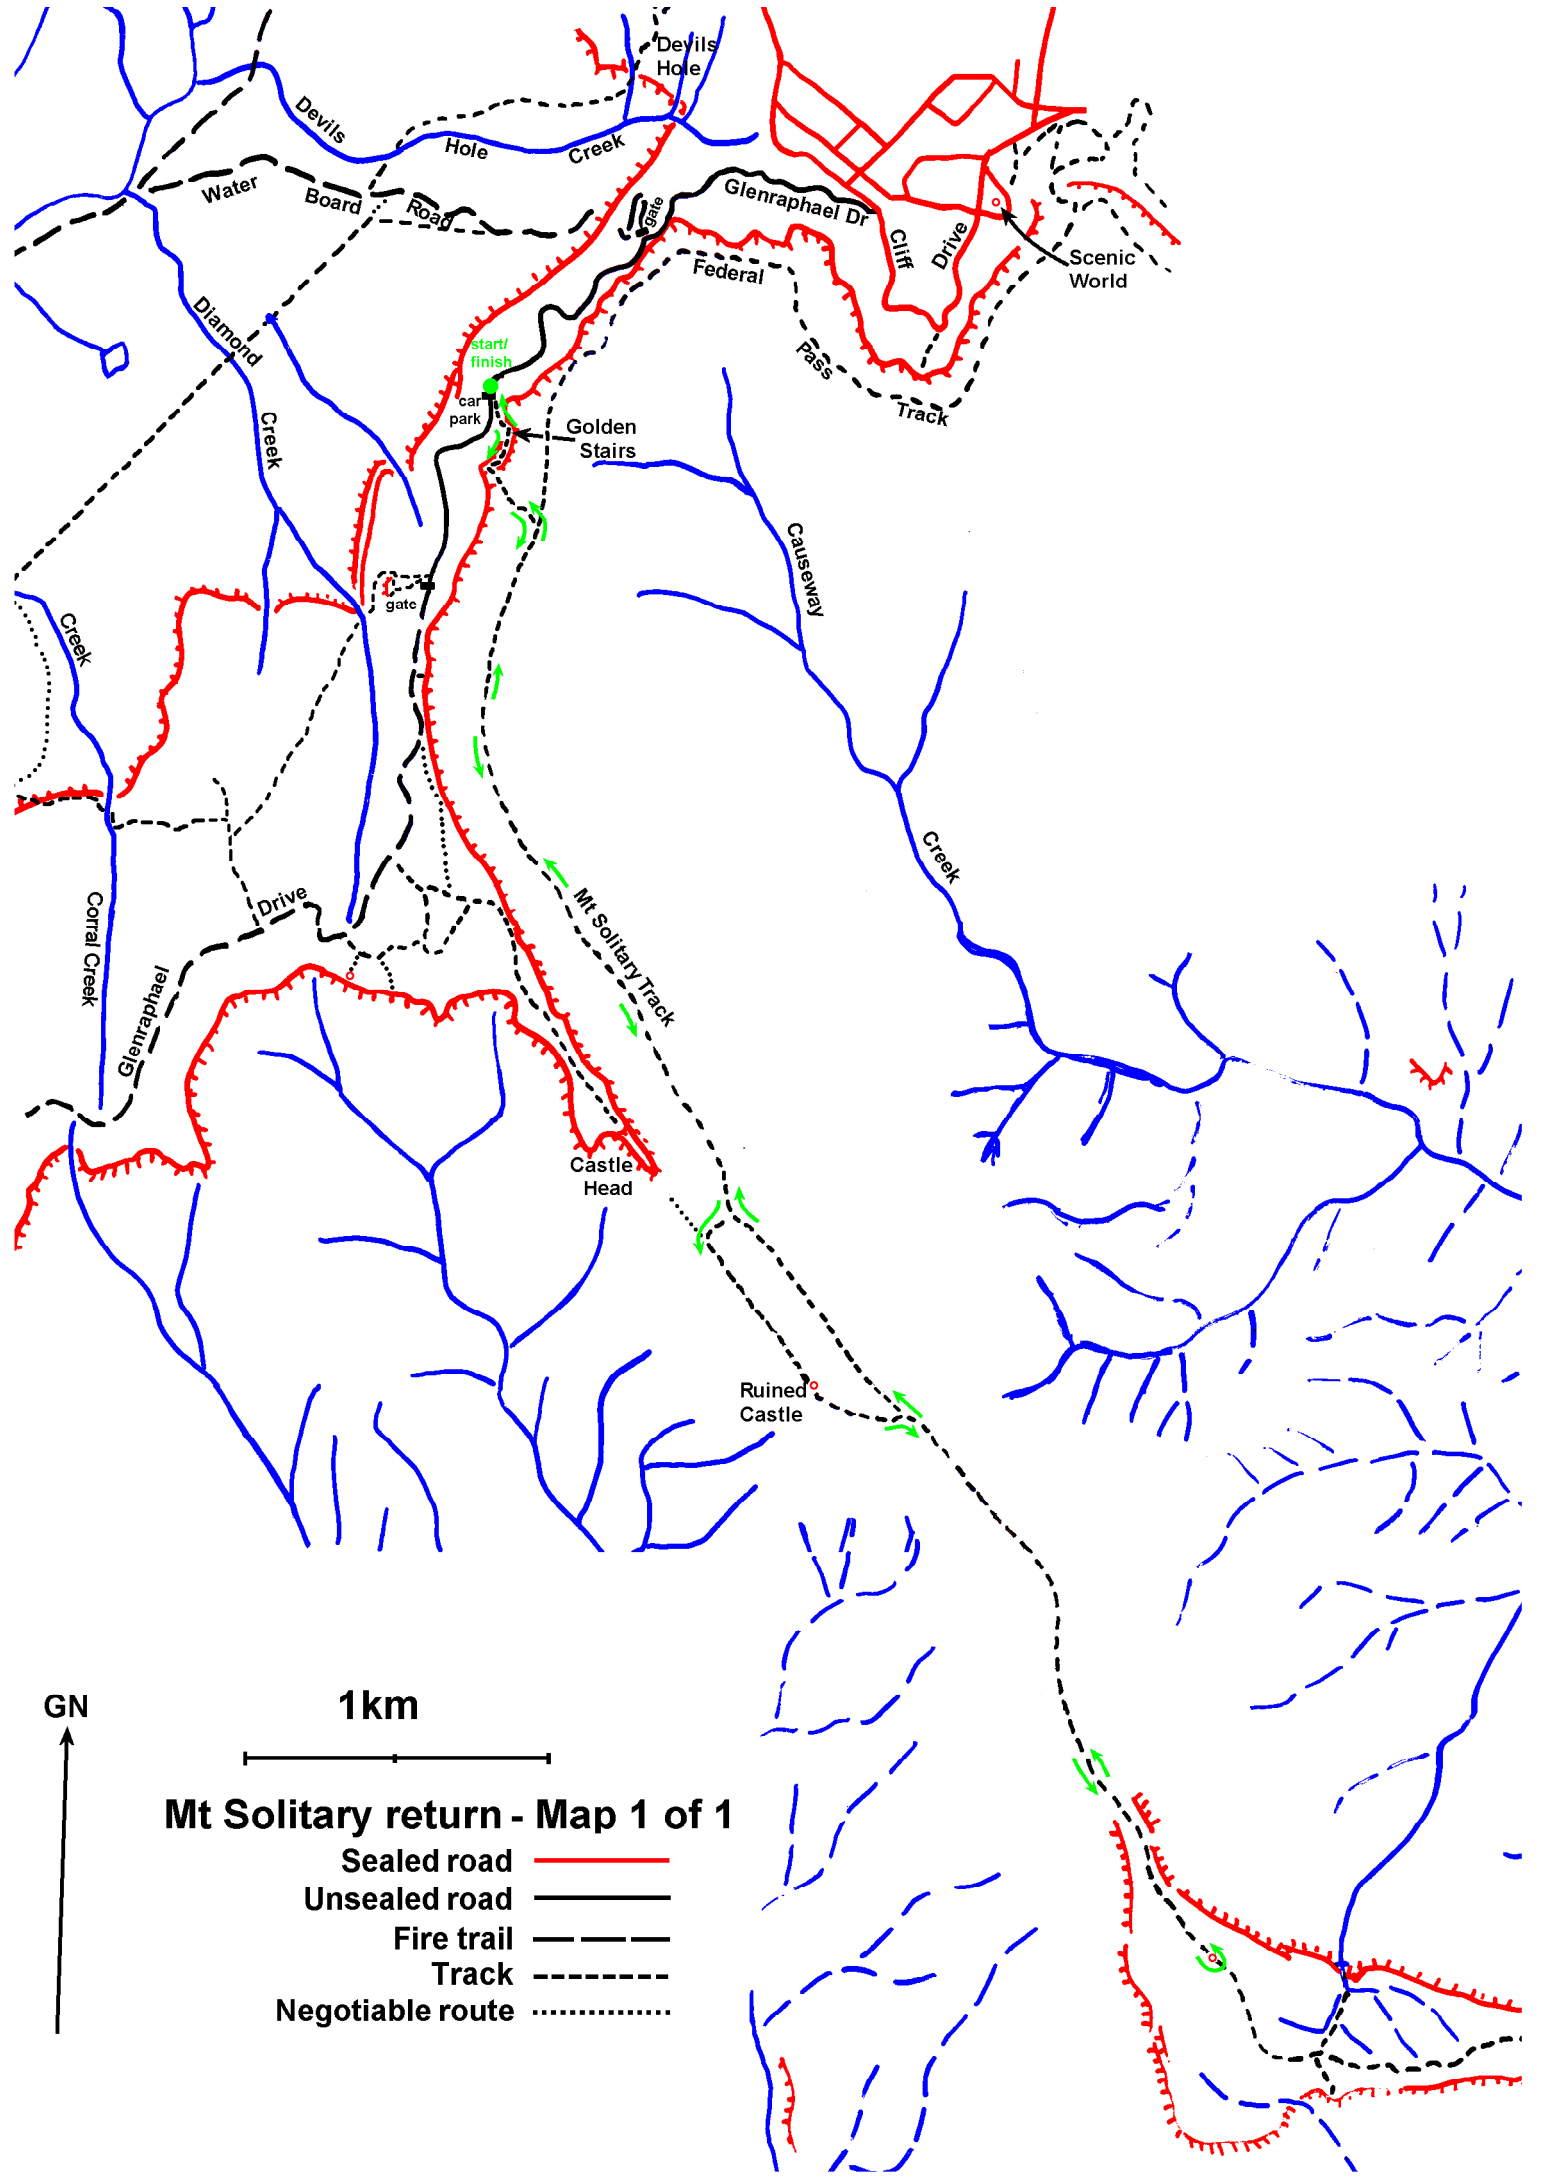 Devils
Hole
Devils
Hole
Creek
Water
Board
Road
gate
Glenraphael Dr
Cliff
Drive
Scenic
World
Federal
Pass
Track
Diamond
Creek
start/
finish
car
park
Golden
Stairs
Causeway
Creek
gate
Creek
Corral Creek
Glenraphael
Drive
Mt Solitary Track
Castle
Head
Ruined
Castle
GN
1km
Mt Solitary return - Map 1 of 1
Sealed road
Unsealed road
Fire trail
Track
Negotiable route